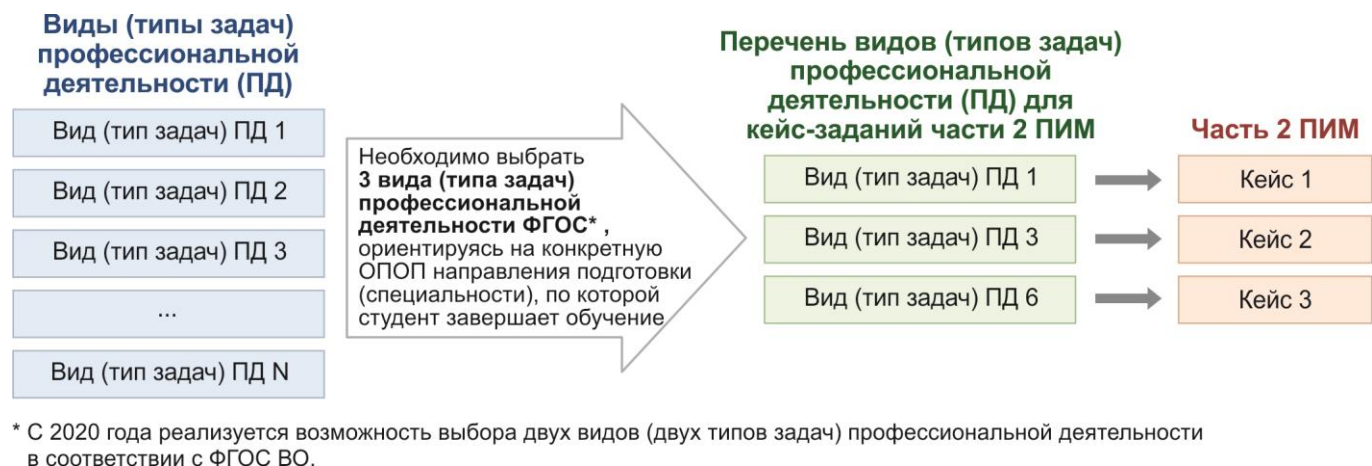 Виды (типы задач)
профессиональной
деятельности (ПД)
Вид (тип задач) ПД 1
Вид (тип задач) ПД 2
Вид (тип задач) ПД 3
...
Вид (тип задач) ПД N
Необходимо выбрать
3 вида (типа задач)
профессиональной
деятельности ФГОС* ,
ориентируясь на конкретную
ОПОП направления подготовки
(специальности), по которой
студент завершает обучение
Перечень видов (типов задач)
профессиональной
деятельности (ПД) для
кейс-заданий части 2 ПИМ
Вид (тип задач) ПД 1
Вид (тип задач) ПД 3
Вид (тип задач) ПД 6
Часть 2 ПИМ
Кейс 1
Кейс 2
Кейс 3
* С 2020 года реализуется возможность выбора двух видов (двух типов задач) профессиональной деятельности
в соответствии с ФГОС ВО.